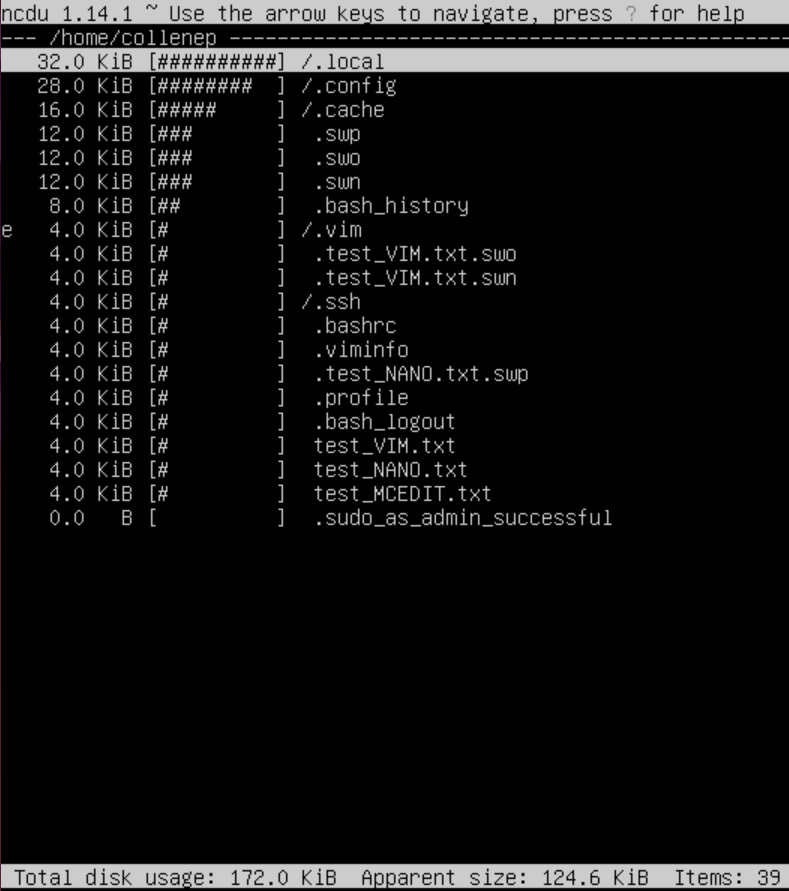 ncdu 1.14.1 ~ Use the arrow keys to navigate, press ? for help
--- /home/collenep -----------------------------------------------
   32.0 KiB [##########] /.local
   28.0 KiB [########  ] /.config
   16.0 KiB [#####     ] /.cache
   12.0 KiB [###       ]  .swp
   12.0 KiB [###       ]  .swo
   12.0 KiB [###       ]  .swn
    8.0 KiB [##        ]  .bash_history
e   4.0 KiB [#         ] /.vim
    4.0 KiB [#         ]  .test_VIM.txt.swo
    4.0 KiB [#         ]  .test_VIM.txt.swn
    4.0 KiB [#         ] /.ssh
    4.0 KiB [#         ]  .bashrc
    4.0 KiB [#         ]  .viminfo
    4.0 KiB [#         ]  .test_NANO.txt.swp
    4.0 KiB [#         ]  .profile
    4.0 KiB [#         ]  .bash_logout
    4.0 KiB [#         ]  test_VIM.txt
    4.0 KiB [#         ]  test_NANO.txt
    4.0 KiB [#         ]  test_MCEDIT.txt
    0.0   B [          ]  .sudo_as_admin_successful
 Total disk usage: 172.0 KiB  Apparent size: 124.6 KiB  Items: 39